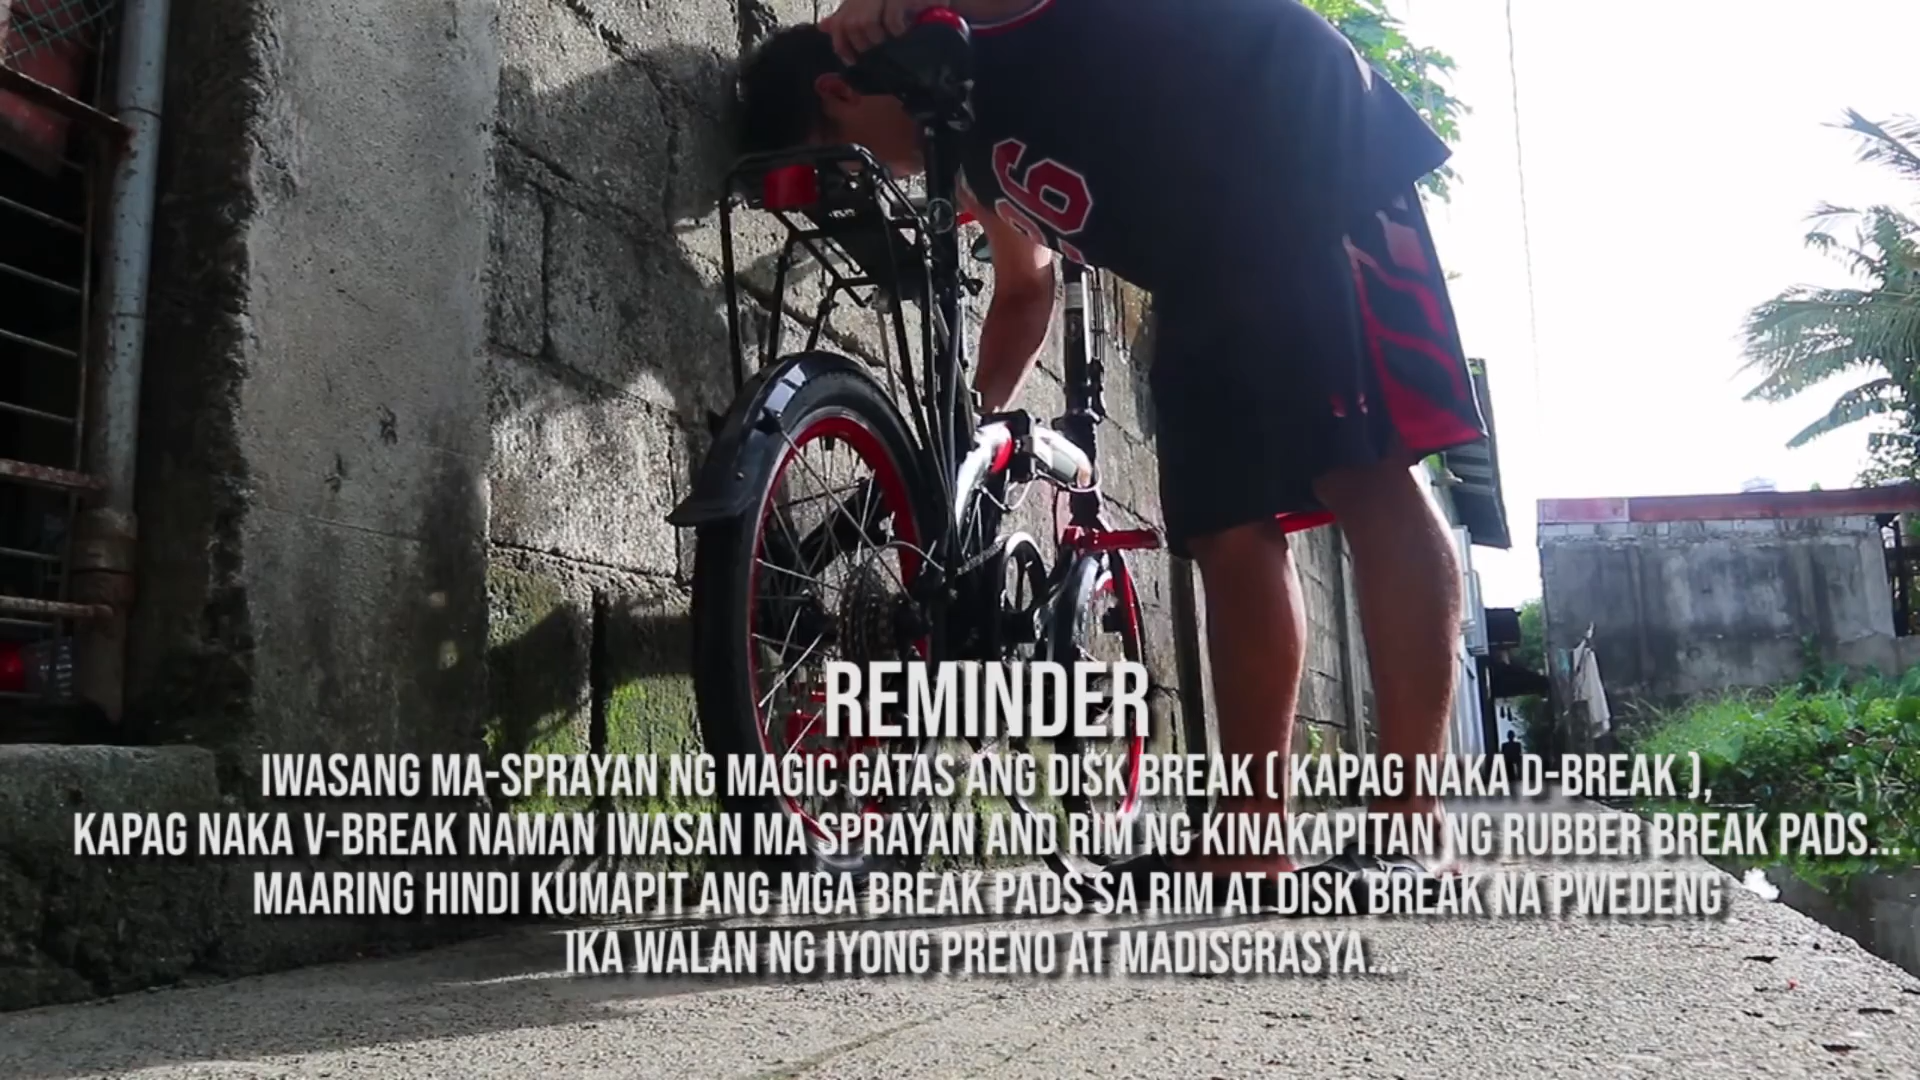 REMINDER
IWASANG MA-SPRAYAN NG MAGIC GATAS ANG DISK BREAK ( KAPAG NAKA D-BREAK ),
KAPAG NAKA V-BREAK NAMAN IWASAN MA SPRAYAN AND RIM NG KINAKAPITAN NG RUBBER BREAK PADS...
MAARING HINDI KUMAPIT ANG MGA BREAK PADS SA RIM AT DISK BREAK NA PWEDENG
IKA WALAN NG IYONG PRENO AT MADISGRASYA...